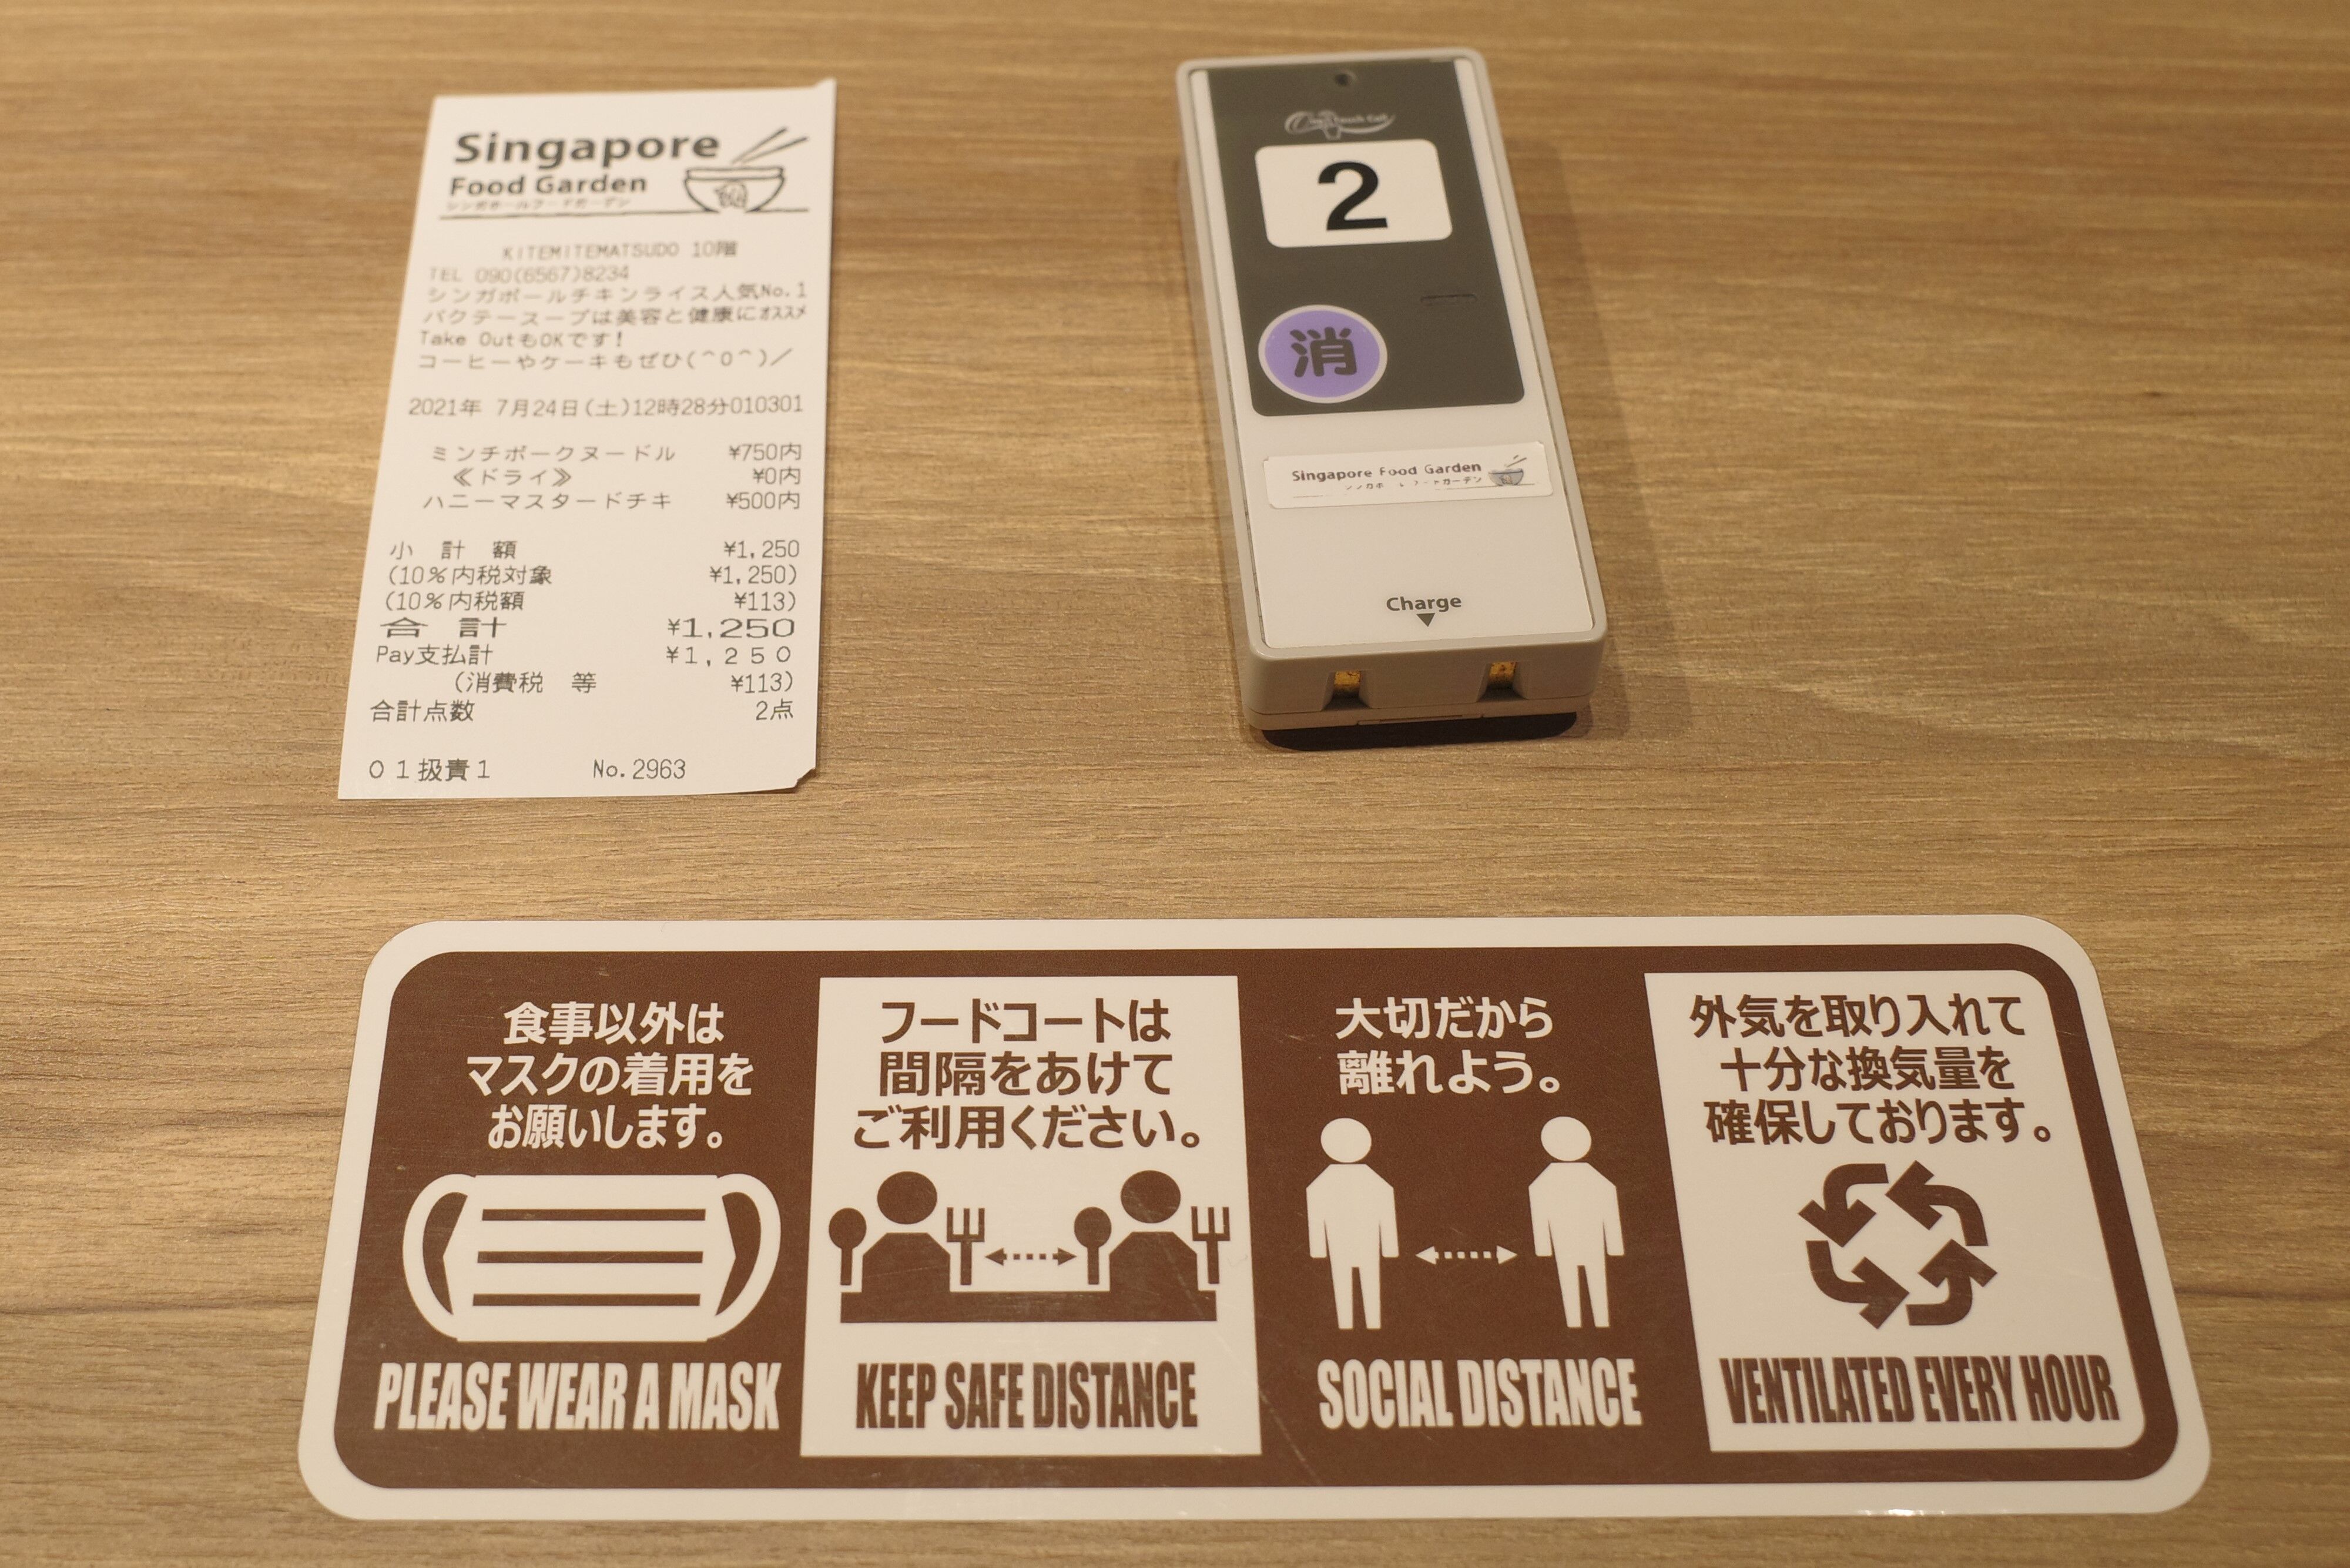 Singapore
Food Garden
シンガポールフードガーデン
KITEMITEMATSUDO 10階
TEL 090(6567)8234
シンガポールチキンライス人気No.1
バクテースープは美容と健康にｵｽｽﾒ
Take OutもOKです!
コーヒーやケーキもぜひ(^O^)／
2021年 7月24日(土)12時28分010301
ミンチポークヌードル ¥750内
≪ドライ≫ ¥0内
ハニーマスタードチキ ¥500内
小 計 額 ¥1,250
(10%内税対象 ¥1,250)
(10%内税額 ¥113)
合 計 ¥1,250
Pay支払計 ¥1,250
(消費税 等 ¥113)
合計点数 2点
01扱責1 No.2963
2
消
Singapore Food Garden
シンガポールフードガーデン
Charge
食事以外は
マスクの着用を
お願いします。
PLEASE WEAR A MASK
フードコートは
間隔をあけて
ご利用ください。
KEEP SAFE DISTANCE
大切だから
離れよう。
SOCIAL DISTANCE
外気を取り入れて
十分な換気量を
確保しております。
VENTILATED EVERY HOUR